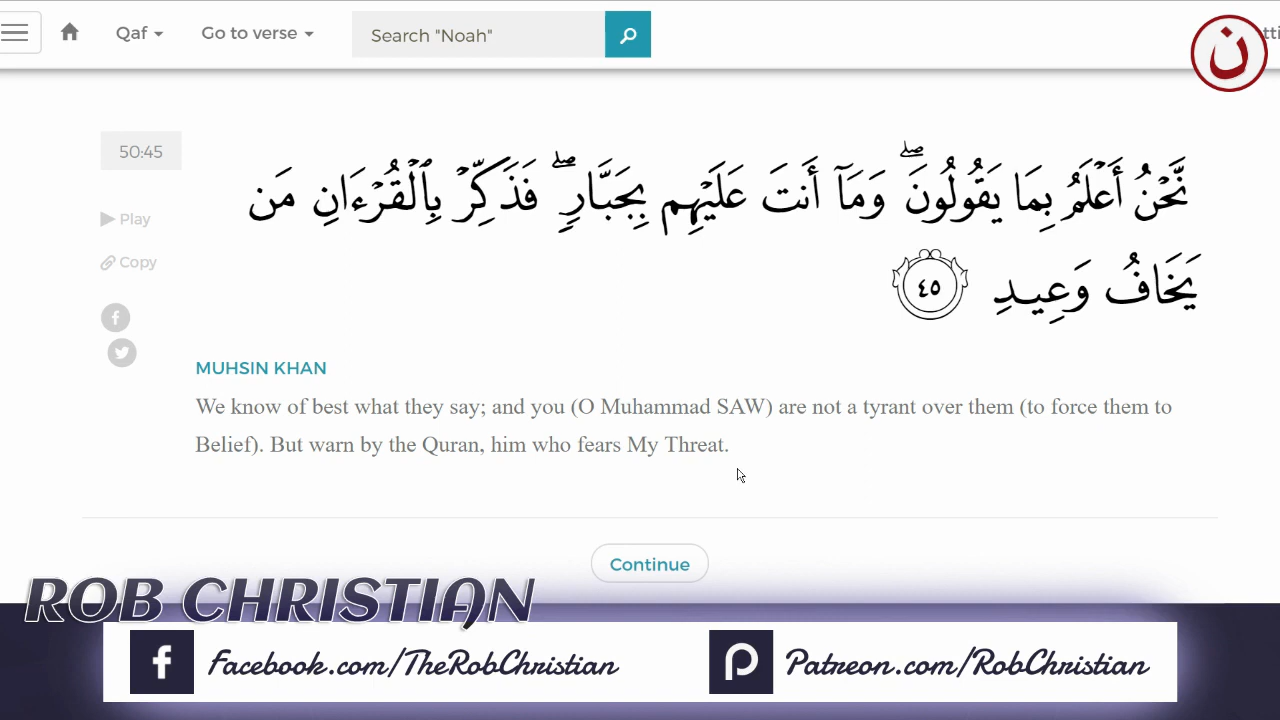 Qaf
Go to verse
Search "Noah"
ن
50:45
نَّحْنُ أَعْلَمُ بِمَا يَقُولُونَ ۖ وَمَآ أَنتَ عَلَيْهِم بِجَبَّارٍ ۖ فَذَكِّرْ بِٱلْقُرْءَانِ مَن
يَخَافُ وَعِيدِ ٤٥
Play
Copy
MUHSIN KHAN
We know of best what they say; and you (O Muhammad SAW) are not a tyrant over them (to force them to
Belief). But warn by the Quran, him who fears My Threat.
Continue
ROB CHRISTIAN
Facebook.com/TheRobChristian
Patreon.com/RobChristian